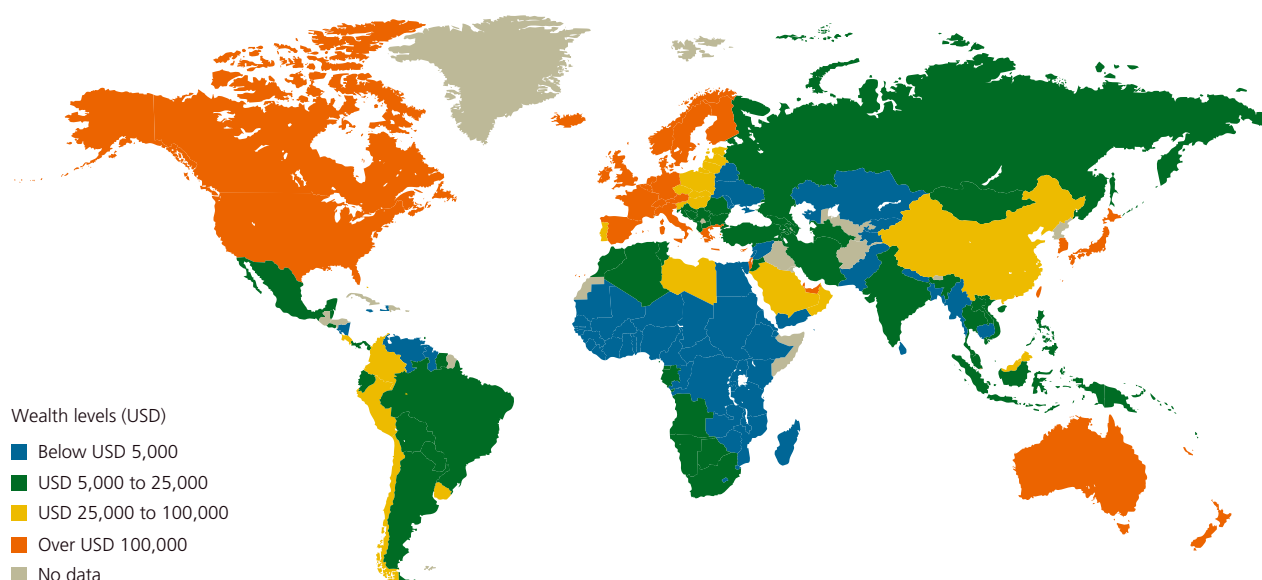 Wealth levels (USD)
Below USD 5,000
USD 5,000 to 25,000
USD 25,000 to 100,000
Over USD 100,000
No data